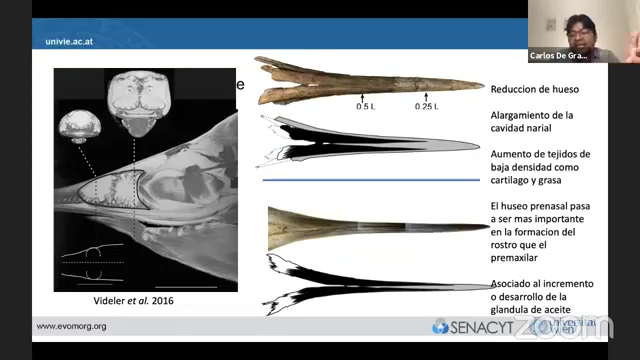 univie.ac.at
Carlos De Gra...
e
0.5 L
0.25 L
Reduccion de hueso
Alargamiento de la
cavidad narial
Aumento de tejidos de
baja densidad como
cartilago y grasa
El huseo prenasal pasa
a ser mas importante
en la formacion del
rostro que el
premaxilar
Asociado al incremento
o desarrollo de la
glandula de aceite
Videler et al. 2016
www.evomorg.org
SENACYT
universität
wien
zoom